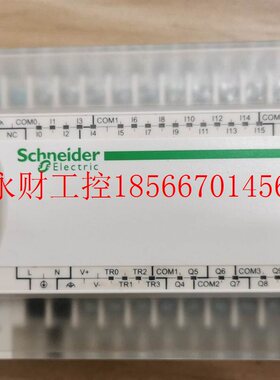 COM0 I1 I3 COM1 I5 I7 I8 I10 I12 I14
NC I0 I2 I4 I6 I9 I11 I13 I15
Schneider
Electric
永财工控18566701456
L N V+ TR0 TR2 COM1 Q5 COM3 Q9
V- TR1 TR3 Q4 COM2 Q7 Q8